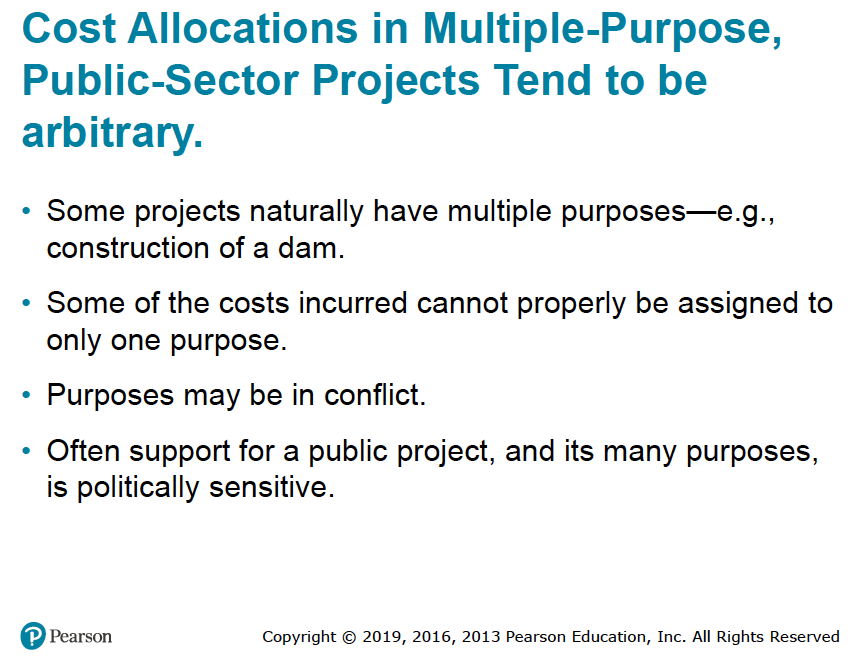 Cost Allocations in Multiple-Purpose,
Public-Sector Projects Tend to be
arbitrary.
• Some projects naturally have multiple purposes—e.g.,
construction of a dam.
• Some of the costs incurred cannot properly be assigned to
only one purpose.
• Purposes may be in conflict.
• Often support for a public project, and its many purposes,
is politically sensitive.
P Pearson
Copyright © 2019, 2016, 2013 Pearson Education, Inc. All Rights Reserved